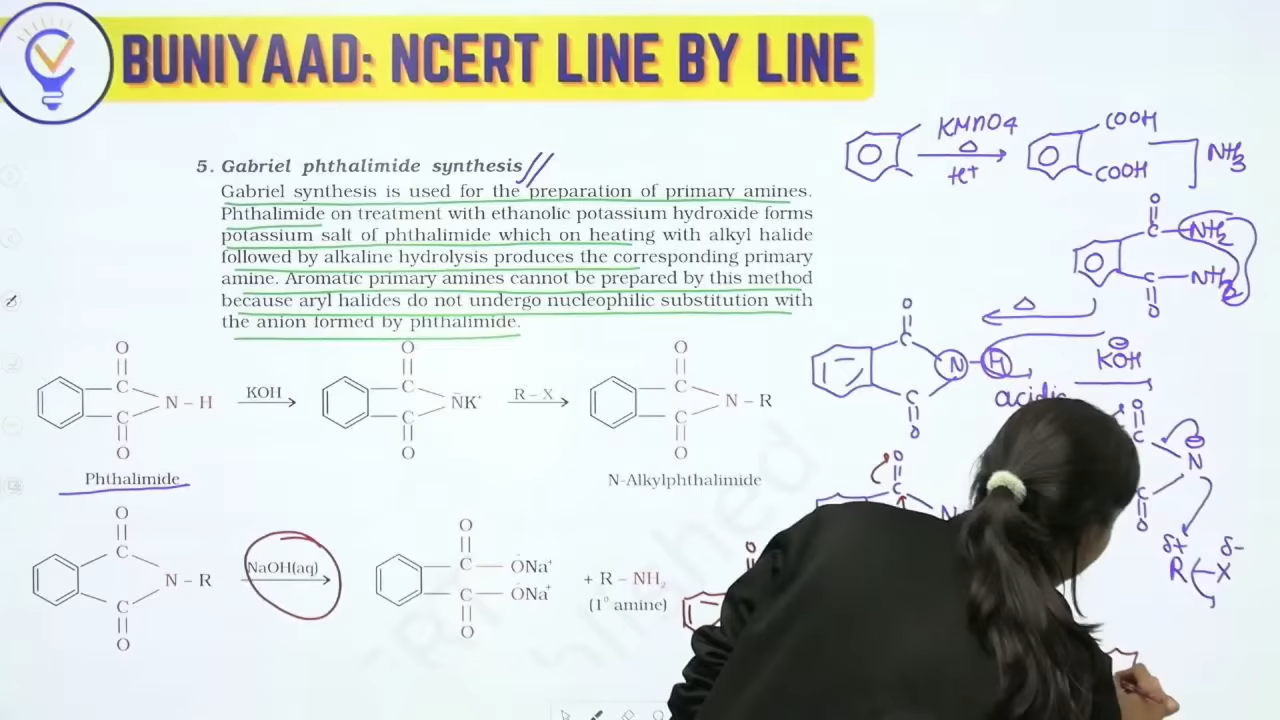 BUNIYAAD: NCERT LINE BY LINE
5. Gabriel phthalimide synthesis
Gabriel synthesis is used for the preparation of primary amines.
Phthalimide on treatment with ethanolic potassium hydroxide forms
potassium salt of phthalimide which on heating with alkyl halide
followed by alkaline hydrolysis produces the corresponding primary
amine. Aromatic primary amines cannot be prepared by this method
because aryl halides do not undergo nucleophilic substitution with
the anion formed by phthalimide.
O O O
C C C
N – H KOH N̄K⁺ R – X N – R
C C C
O O O
Phthalimide N-Alkylphthalimide
O
C
N – R
C
O
NaOH(aq)
O
C – ŌNa⁺
C – ŌNa⁺
O
+ R – NH₂
(1° amine)
KMnO4
Δ
H+
COOH
COOH
NH3
O
C NH2
C NH2
O
Δ
O
C
N – H
C
O
acidic
⊖
KOH
O
C
⊖
N
C
O
δ+ δ-
R X
O
C
N
O